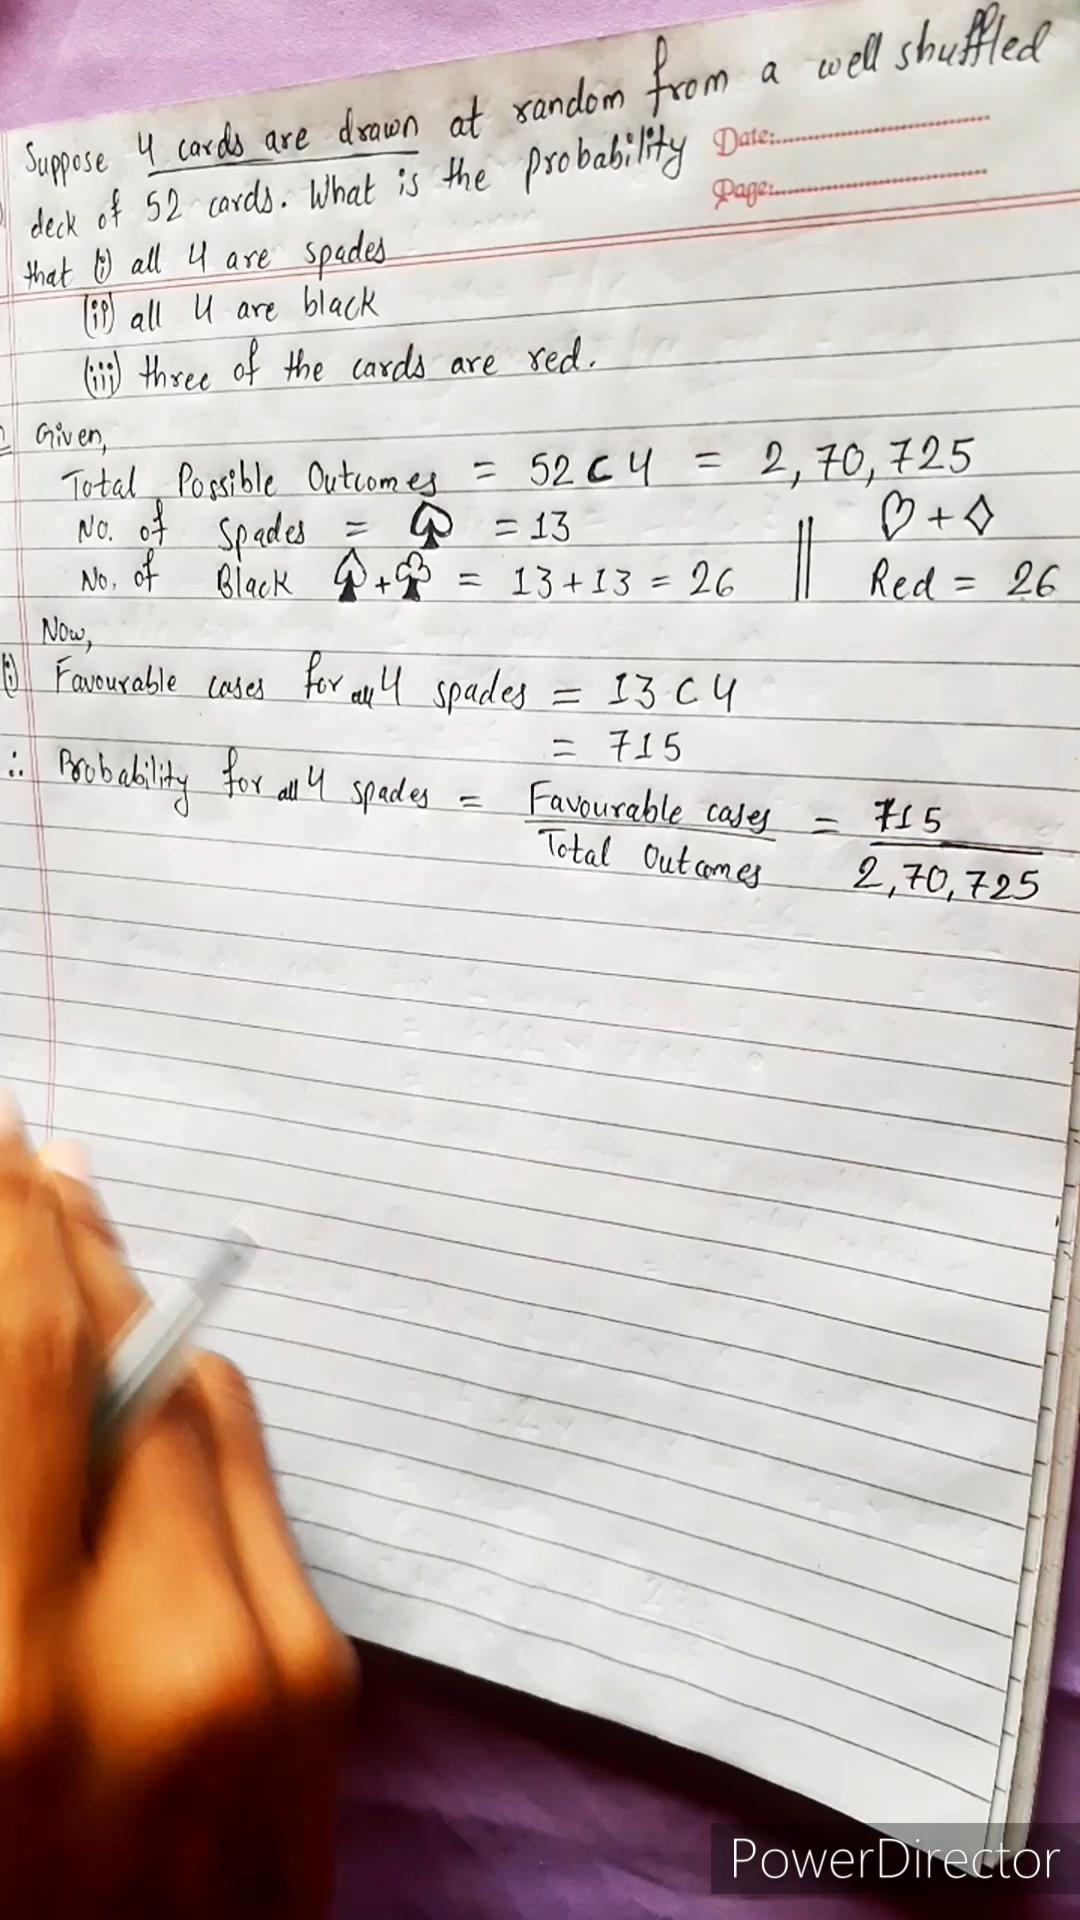 Suppose 4 cards are drawn at random from a well shuffled
deck of 52 cards. What is the probability
Date:
Page:
that (i) all 4 are spades
(ii) all 4 are black
(iii) three of the cards are red.
Given,
Total Possible Outcomes = 52 C 4 = 2,70,725
No. of Spades = ♤ = 13
♡ + ◇
No. of Black ♤ + ♧ = 13 + 13 = 26 || Red = 26
Now,
(i) Favourable cases for all 4 spades = 13 C 4
= 715
∴ Probability for all 4 spades = Favourable cases = 715
Total Outcomes 2,70,725
PowerDirector